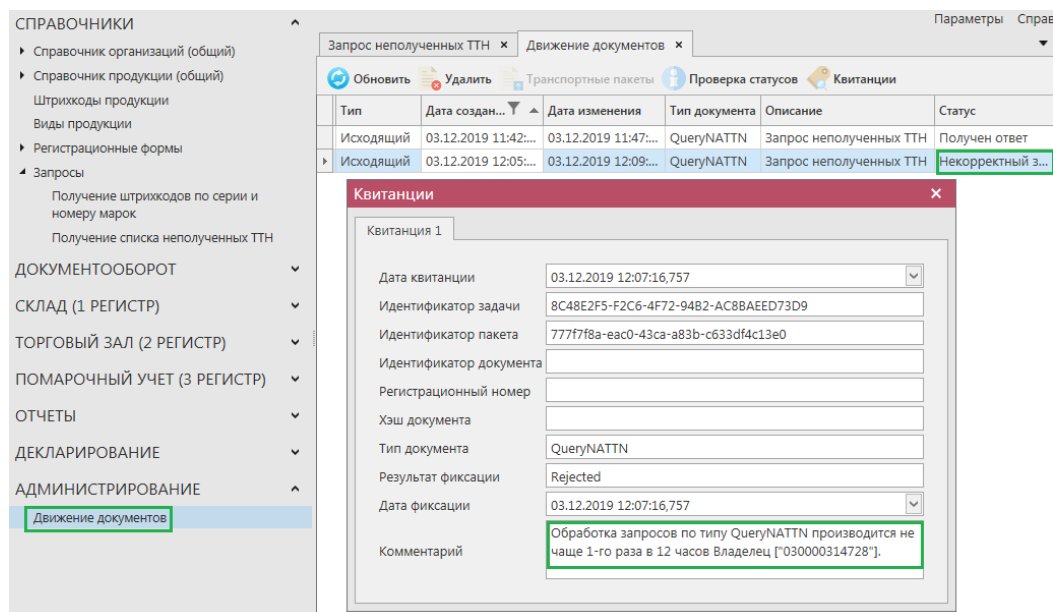 СПРАВОЧНИКИ
Справочник организаций (общий)
Справочник продукции (общий)
Штрихкоды продукции
Виды продукции
Регистрационные формы
Запросы
Получение штрихкодов по серии и
номеру марок
Получение списка неполученных ТТН
ДОКУМЕНТООБОРОТ
СКЛАД (1 РЕГИСТР)
ТОРГОВЫЙ ЗАЛ (2 РЕГИСТР)
ПОМАРОЧНЫЙ УЧЕТ (3 РЕГИСТР)
ОТЧЕТЫ
ДЕКЛАРИРОВАНИЕ
АДМИНИСТРИРОВАНИЕ
Движение документов
Параметры Справ
Запрос неполученных ТТН × Движение документов ×
Обновить Удалить Транспортные пакеты Проверка статусов Квитанции
Тип Дата создан... Дата изменения Тип документа Описание Статус
Исходящий 03.12.2019 11:42:... 03.12.2019 11:47:... QueryNATTN Запрос неполученных ТТН Получен ответ
Исходящий 03.12.2019 12:05:... 03.12.2019 12:09:... QueryNATTN Запрос неполученных ТТН Некорректный з...
Квитанции ×
Квитанция 1
Дата квитанции 03.12.2019 12:07:16,757
Идентификатор задачи 8C48E2F5-F2C6-4F72-94B2-AC8BAEED73D9
Идентификатор пакета 777f7f8a-eac0-43ca-a83b-c633df4c13e0
Идентификатор документа
Регистрационный номер
Хэш документа
Тип документа QueryNATTN
Результат фиксации Rejected
Дата фиксации 03.12.2019 12:07:16,757
Комментарий Обработка запросов по типу QueryNATTN производится не
чаще 1-го раза в 12 часов Владелец ["030000314728"].